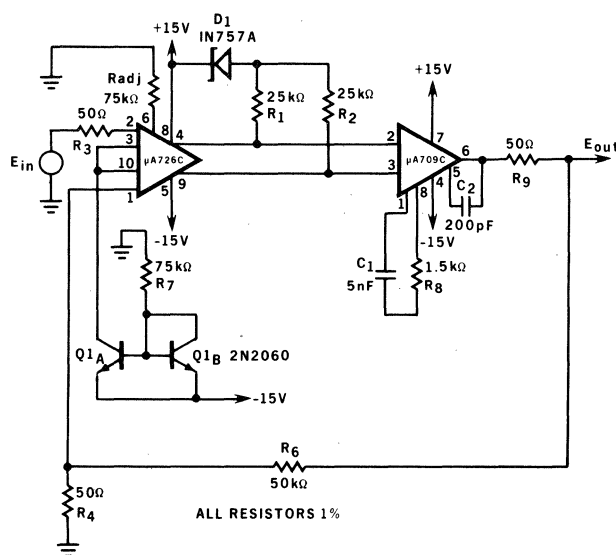 +15V
D1
IN757A
Radj
75kΩ
25kΩ
R1
25kΩ
R2
+15V
50Ω
R3
Ein
2
3
10
1
6
8
4
5
9
µA726C
-15V
2
3
7
6
5
4
8
1
µA709C
50Ω
R9
Eout
C2
200pF
-15V
C1
5nF
1.5kΩ
R8
75kΩ
R7
Q1A
Q1B
2N2060
-15V
R6
50kΩ
50Ω
R4
ALL RESISTORS 1%